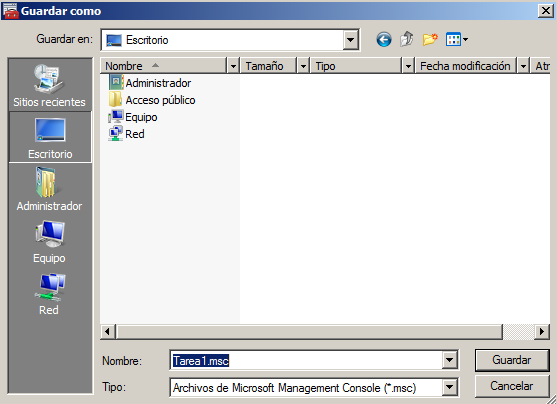 Guardar como
Guardar en:
Escritorio
Nombre
Tamaño
Tipo
Fecha modificación
Atr
Administrador
Acceso público
Equipo
Red
Sitios recientes
Escritorio
Administrador
Equipo
Red
Nombre:
Tarea1.msc
Guardar
Tipo:
Archivos de Microsoft Management Console (*.msc)
Cancelar